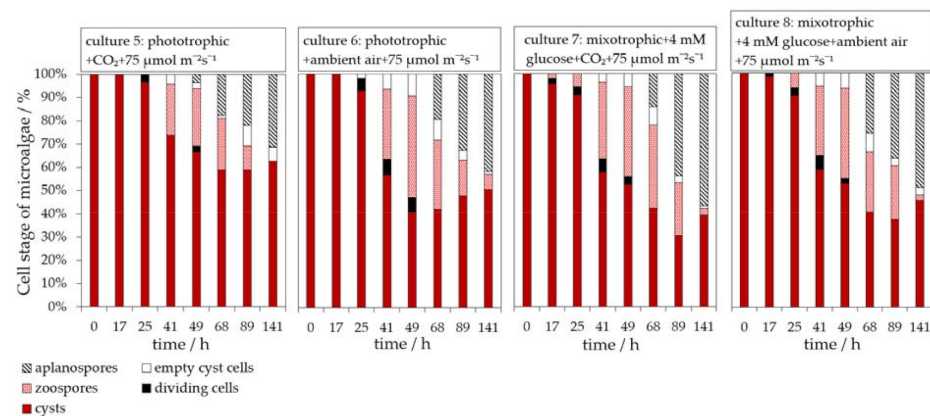 culture 5: phototrophic
+CO₂+75 μmol m⁻²s⁻¹
culture 6: phototrophic
+ambient air+75 μmol m⁻²s⁻¹
culture 7: mixotrophic+4 mM
glucose+CO₂+75 μmol m⁻²s⁻¹
culture 8: mixotrophic
+4 mM glucose+ambient air
+75 μmol m⁻²s⁻¹
Cell stage of microalgae / %
100%
90%
80%
70%
60%
50%
40%
30%
20%
10%
0%
0 17 25 41 49 68 89 141
0 17 25 41 49 68 89 141
0 17 25 41 49 68 89 141
0 17 25 41 49 68 89 141
time / h
time / h
time / h
time / h
aplanospores
empty cyst cells
zoospores
dividing cells
cysts